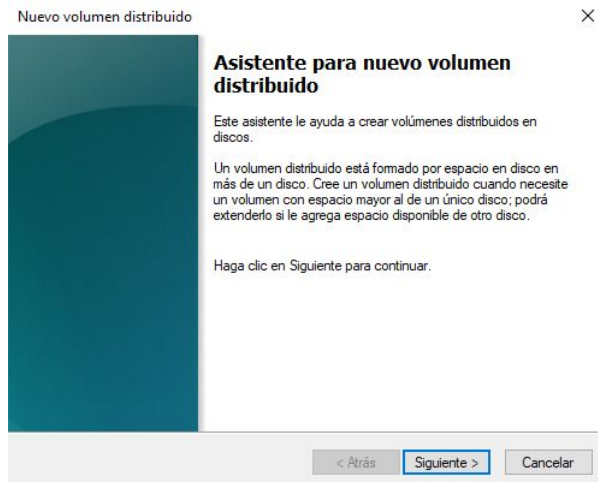 Nuevo volumen distribuido
Asistente para nuevo volumen
distribuido
Este asistente le ayuda a crear volúmenes distribuidos en
discos.
Un volumen distribuido está formado por espacio en disco en
más de un disco. Cree un volumen distribuido cuando necesite
un volumen con espacio mayor al de un único disco; podrá
extenderlo si le agrega espacio disponible de otro disco.
Haga clic en Siguiente para continuar.
< Atrás Siguiente > Cancelar